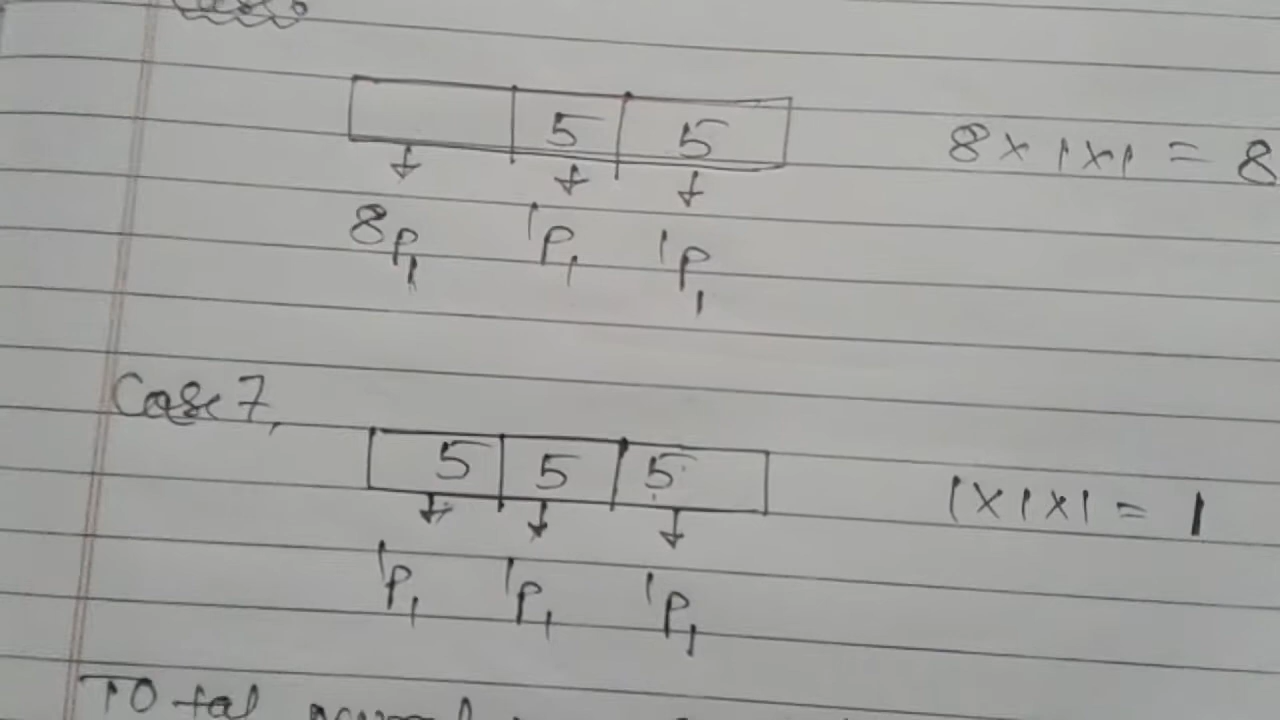 5 5 8 × 1 × 1 = 8
8P1 1P1 1P1
Case 7,
5 5 5 1 × 1 × 1 = 1
1P1 1P1 1P1
Total